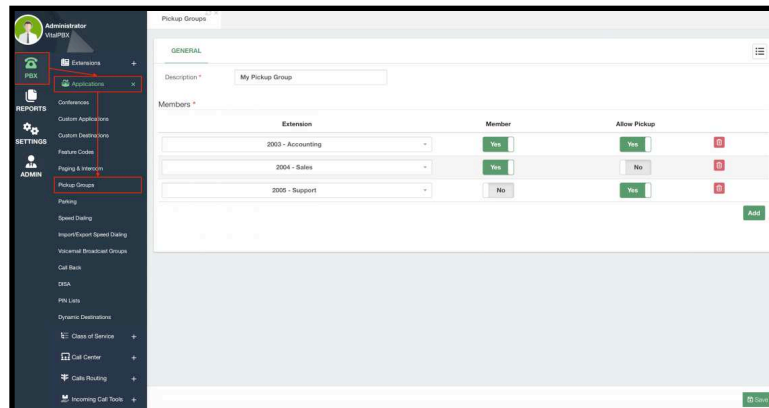 Administrator
VitalPBX
PBX
REPORTS
SETTINGS
ADMIN
Extensions +
Applications ×
Conferences
Custom Applications
Custom Destinations
Feature Codes
Paging & Intercom
Pickup Groups
Parking
Speed Dialing
Import/Export Speed Dialing
Voicemail Broadcast Groups
Call Back
DISA
PIN Lists
Dynamic Destinations
Class of Service +
Call Center +
Calls Routing +
Incoming Call Tools +
Pickup Groups
GENERAL
Description * My Pickup Group
Members *
Extension Member Allow Pickup
2003 - Accounting Yes Yes
2004 - Sales Yes No
2005 - Support No Yes
Add
Save